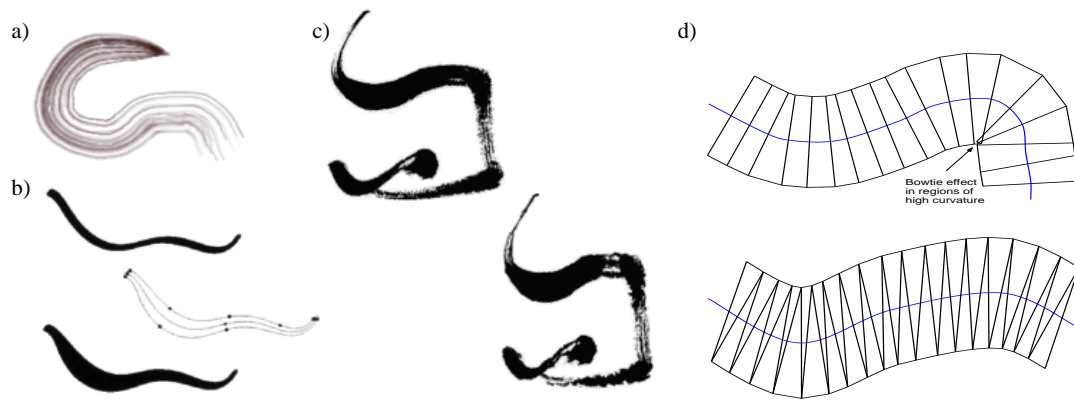 a)
c)
d)
b)
Bowtie effect
in regions of
high curvature